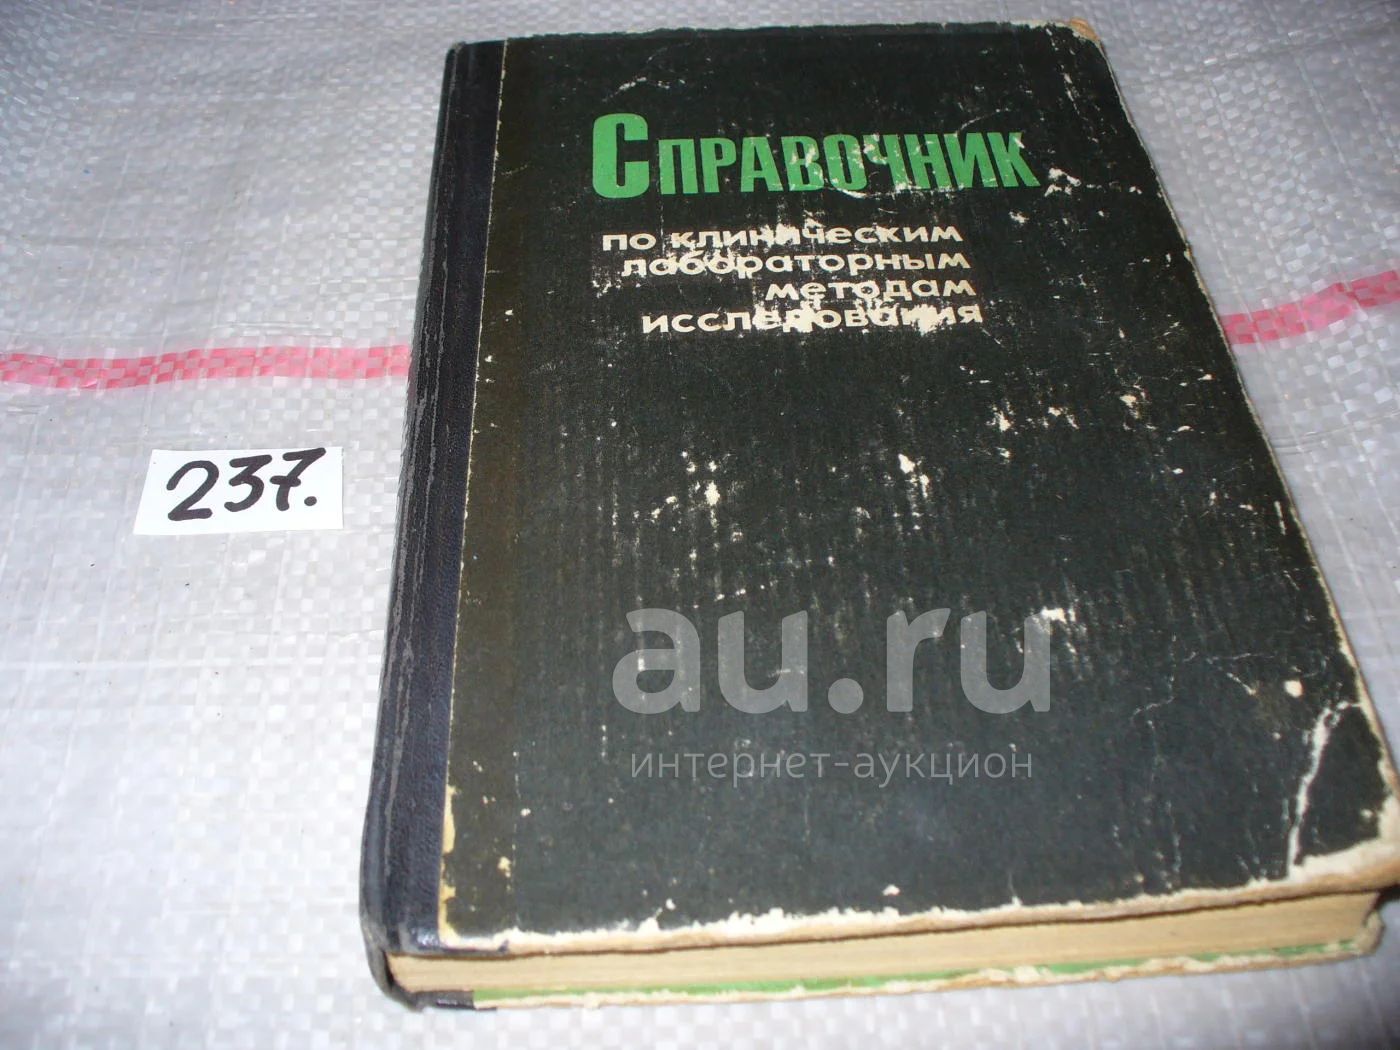 Справочник
по клиническим
лабораторным
методам
исследования
237.
au.ru
интернет-аукцион